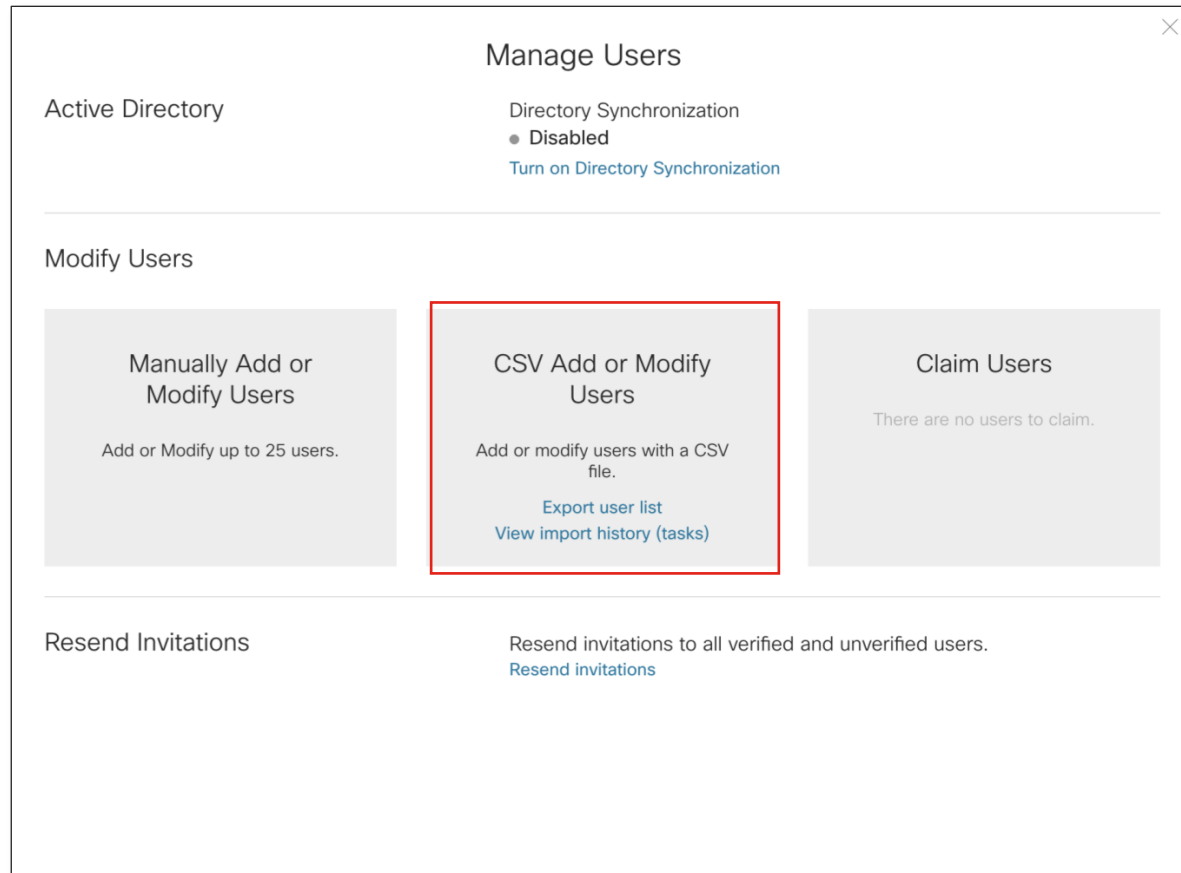 Manage Users
Active Directory
Directory Synchronization
Disabled
Turn on Directory Synchronization
Modify Users
Manually Add or
Modify Users
Add or Modify up to 25 users.
CSV Add or Modify
Users
Add or modify users with a CSV
file.
Export user list
View import history (tasks)
Claim Users
There are no users to claim.
Resend Invitations
Resend invitations to all verified and unverified users.
Resend invitations